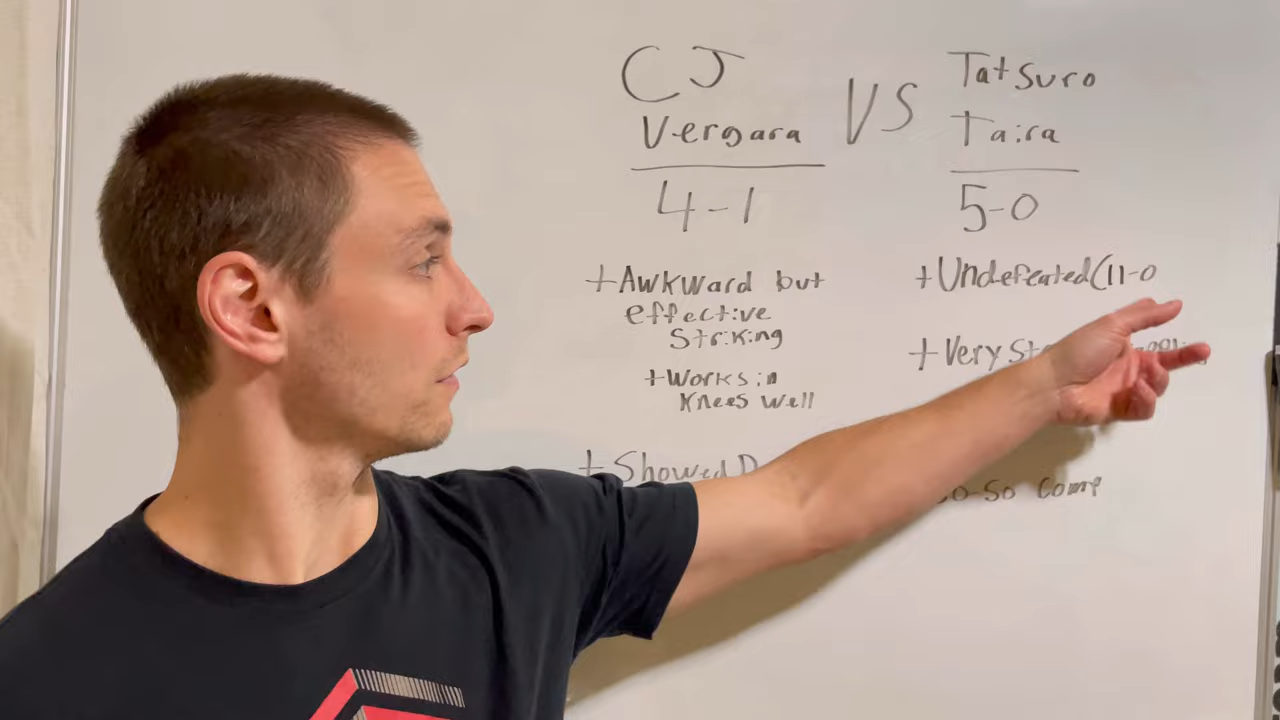 CJ
Vergara
VS
Tatsuro
Taira
4-1
5-0
+Awkward but
effective
Striking
+Works in
Knees well
+Showed
+Undefeated(11-0
+Very
So-So Comp